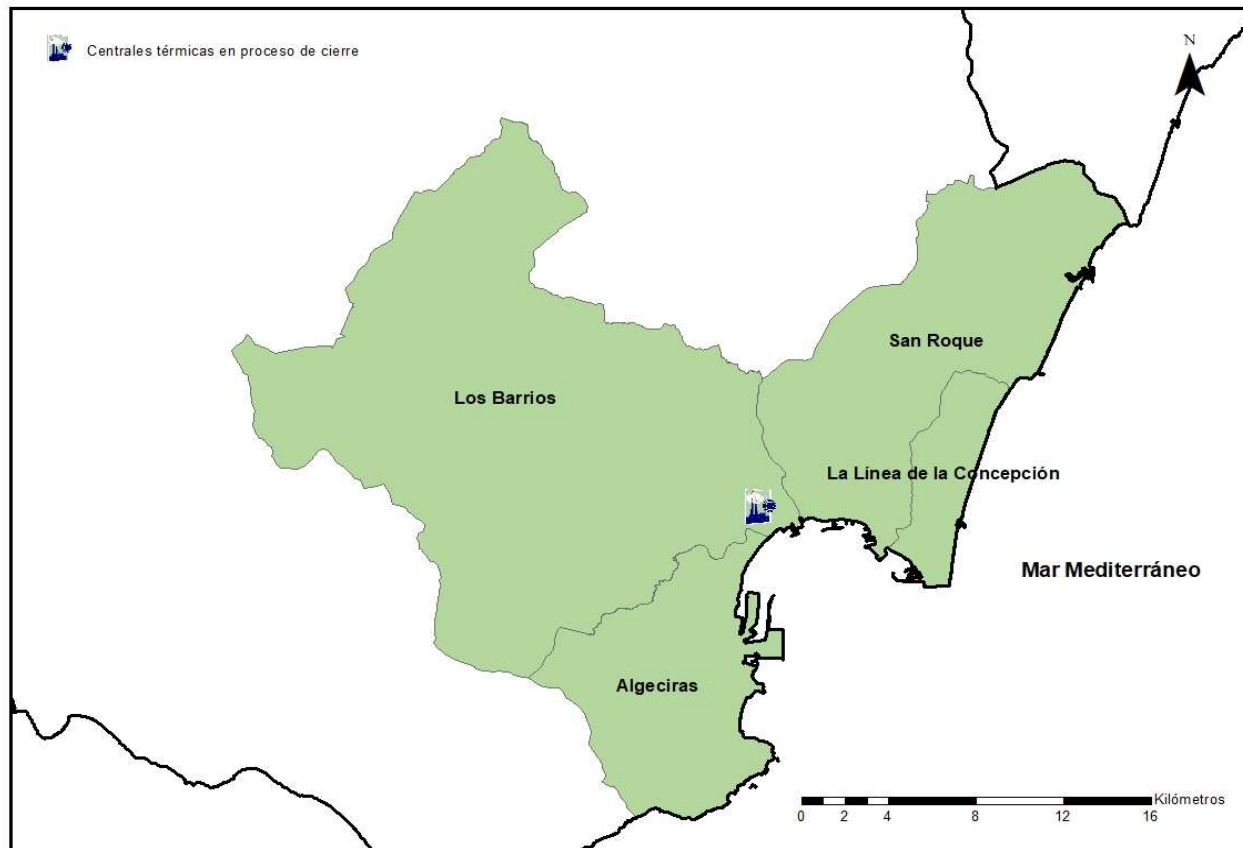 Centrales térmicas en proceso de cierre
N
San Roque
Los Barrios
La Línea de la Concepción
Mar Mediterráneo
Algeciras
Kilómetros
0 2 4 8 12 16